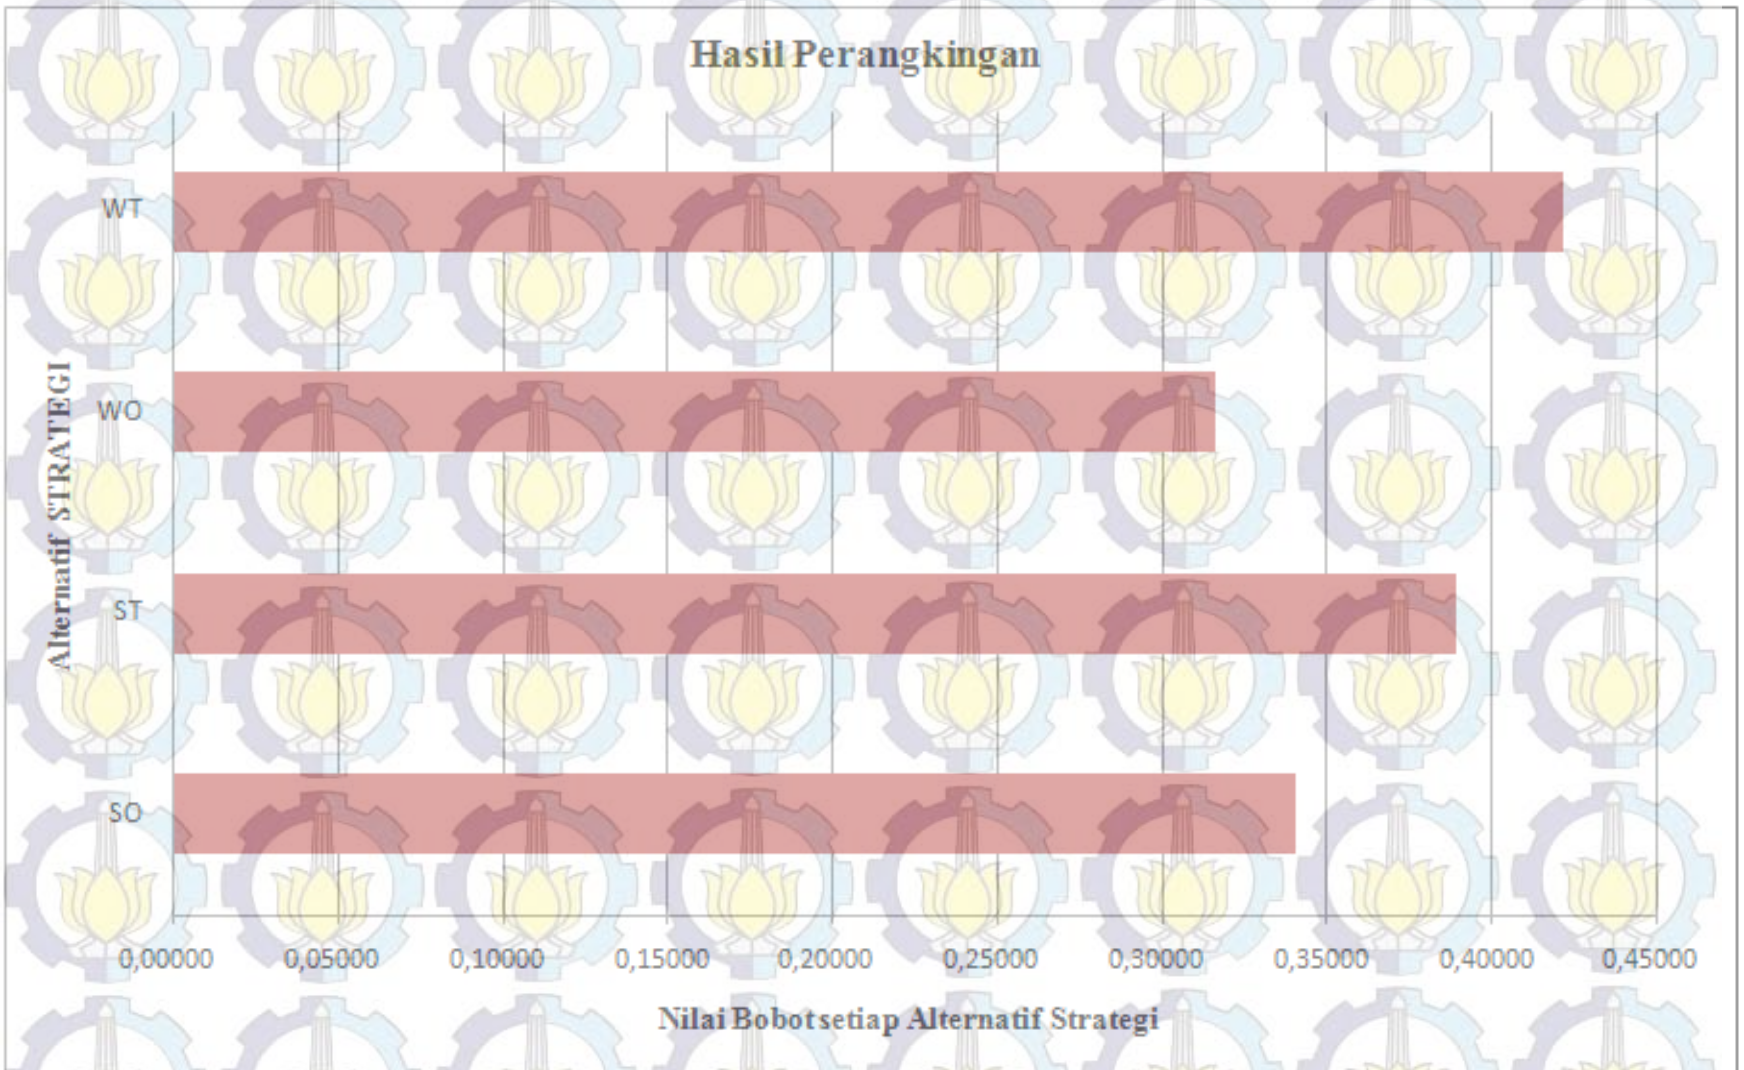 Hasil Perangkingan
Alternatif STRATEGI
WT
WO
ST
SO
0,00000 0,05000 0,10000 0,15000 0,20000 0,25000 0,30000 0,35000 0,40000 0,45000
Nilai Bobot setiap Alternatif Strategi